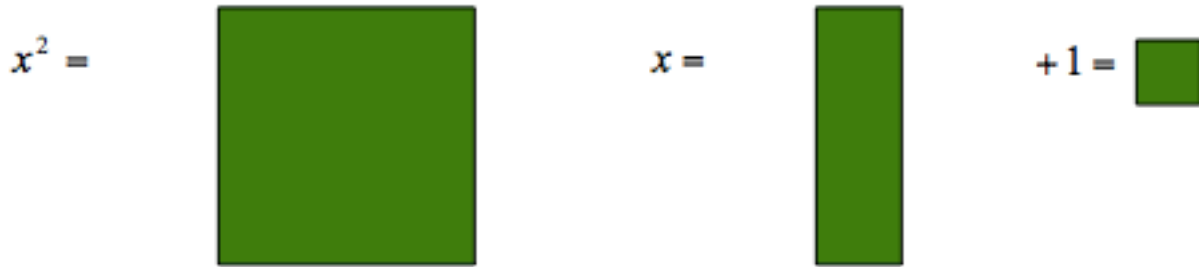 x² = x = +1 =